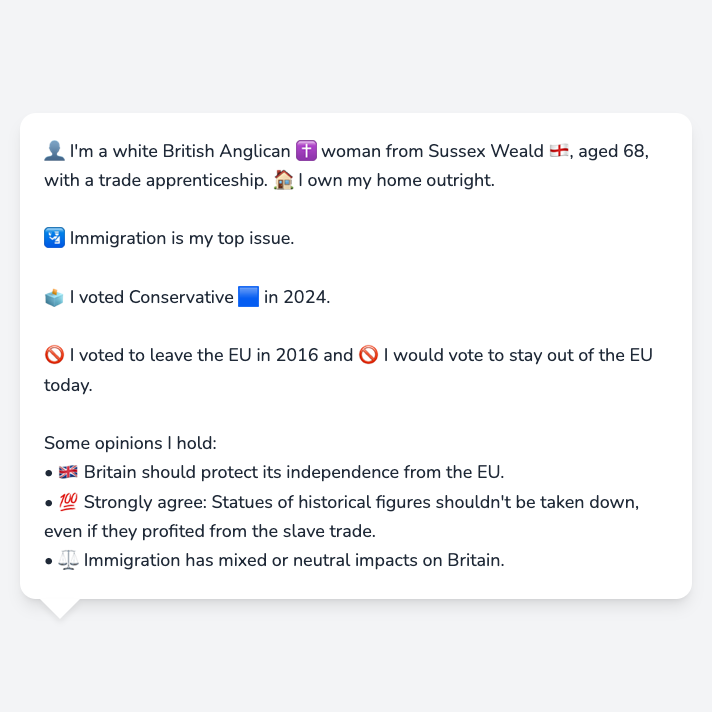 👤 I'm a white British Anglican ✝️ woman from Sussex Weald 🏴󠁧󠁢󠁥󠁮󠁧󠁿, aged 68,
with a trade apprenticeship. 🏠 I own my home outright.
🛂 Immigration is my top issue.
🗳️ I voted Conservative 🟦 in 2024.
🚫 I voted to leave the EU in 2016 and 🚫 I would vote to stay out of the EU
today.
Some opinions I hold:
• 🇬🇧 Britain should protect its independence from the EU.
• 💯 Strongly agree: Statues of historical figures shouldn't be taken down,
even if they profited from the slave trade.
• ⚖️ Immigration has mixed or neutral impacts on Britain.